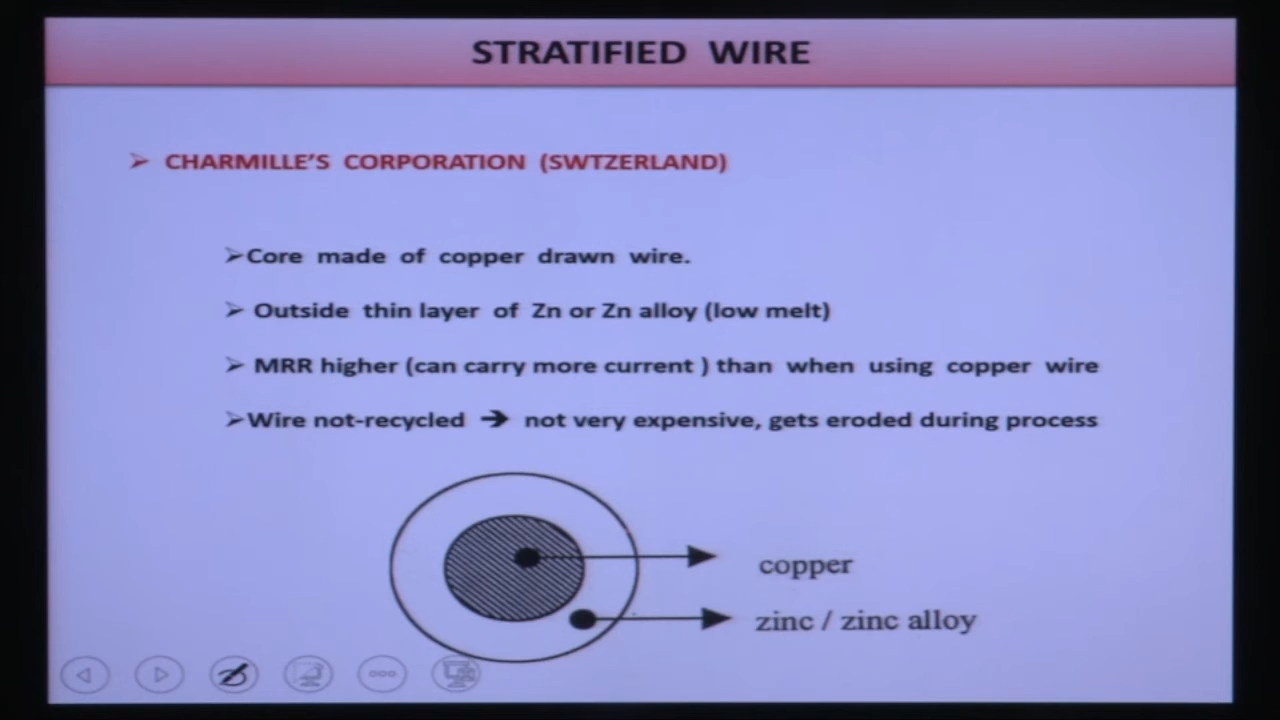 STRATIFIED WIRE
➢ CHARMILLE'S CORPORATION (SWTZERLAND)
➢Core made of copper drawn wire.
➢ Outside thin layer of Zn or Zn alloy (low melt)
➢ MRR higher (can carry more current ) than when using copper wire
➢Wire not-recycled ➔ not very expensive, gets eroded during process
copper
zinc / zinc alloy